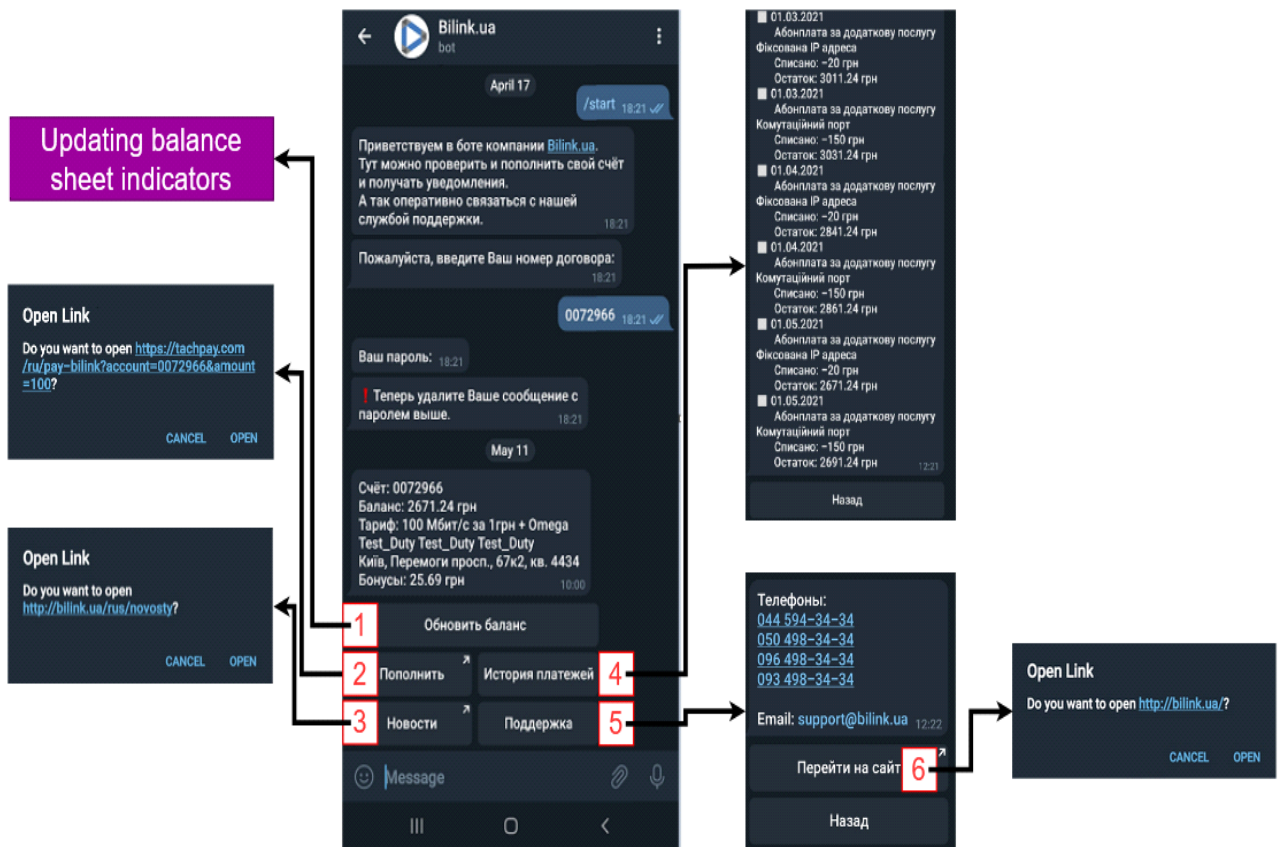 Updating balance
sheet indicators
Open Link
Do you want to open https://tachpay.com
/ru/pay-bilink?account=0072966&amount
=100?
CANCEL OPEN
Open Link
Do you want to open
http://bilink.ua/rus/novosty?
CANCEL OPEN
Bilink.ua
bot
April 17
/start 18:21
Приветствуем в боте компании Bilink.ua.
Тут можно проверить и пополнить свой счёт
и получать уведомления.
А так оперативно связаться с нашей
службой поддержки. 18:21
Пожалуйста, введите Ваш номер договора:
18:21
0072966 18:21
Ваш пароль: 18:21
❗Теперь удалите Ваше сообщение с
паролем выше. 18:21
May 11
Счёт: 0072966
Баланс: 2671.24 грн
Тариф: 100 Мбит/с за 1грн + Omega
Test_Duty Test_Duty Test_Duty
Київ, Перемоги просп., 67к2, кв. 4434
Бонусы: 25.69 грн 10:00
1 Обновить баланс
2 Пополнить История платежей 4
3 Новости Поддержка 5
Message
01.03.2021
Абонплата за додаткову послугу
Фіксована IP адреса
Списано: -20 грн
Остаток: 3011.24 грн
01.03.2021
Абонплата за додаткову послугу
Комутаційний порт
Списано: -150 грн
Остаток: 3031.24 грн
01.04.2021
Абонплата за додаткову послугу
Фіксована IP адреса
Списано: -20 грн
Остаток: 2841.24 грн
01.04.2021
Абонплата за додаткову послугу
Комутаційний порт
Списано: -150 грн
Остаток: 2861.24 грн
01.05.2021
Абонплата за додаткову послугу
Фіксована IP адреса
Списано: -20 грн
Остаток: 2671.24 грн
01.05.2021
Абонплата за додаткову послугу
Комутаційний порт
Списано: -150 грн
Остаток: 2691.24 грн 12:21
Назад
Телефоны:
044 594-34-34
050 498-34-34
096 498-34-34
093 498-34-34
Email: support@bilink.ua 12:22
Перейти на сайт 6
Назад
Open Link
Do you want to open http://bilink.ua/?
CANCEL OPEN